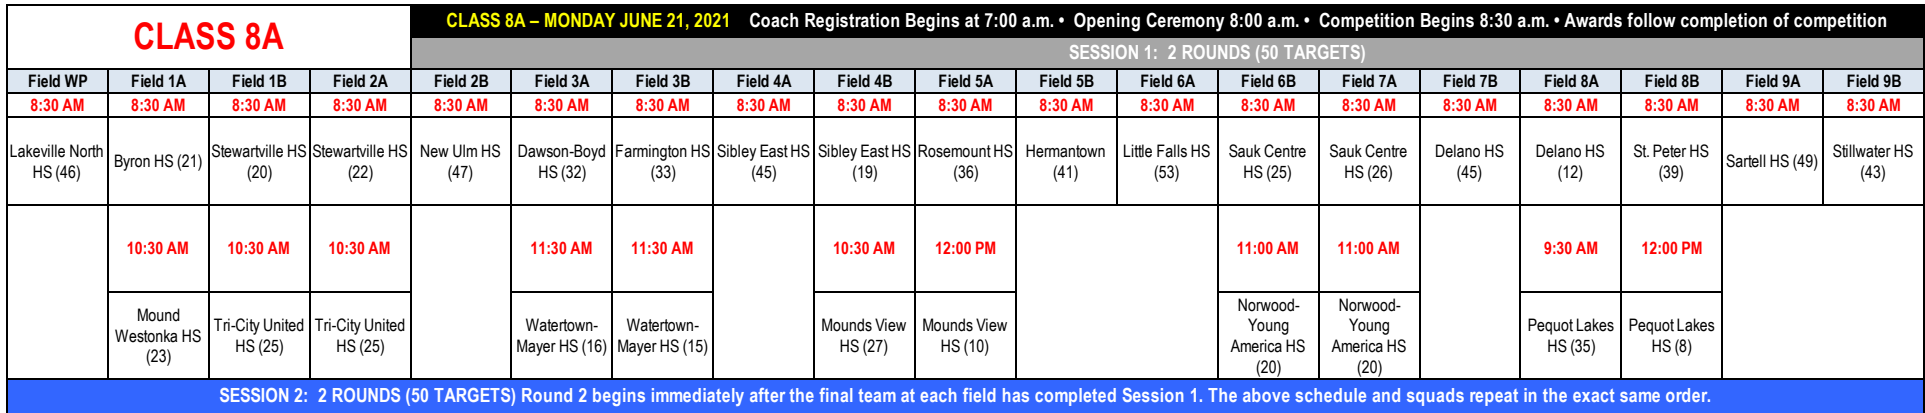 CLASS 8A
CLASS 8A – MONDAY JUNE 21, 2021 Coach Registration Begins at 7:00 a.m. • Opening Ceremony 8:00 a.m. • Competition Begins 8:30 a.m. • Awards follow completion of competition
SESSION 1: 2 ROUNDS (50 TARGETS)
Field WP Field 1A Field 1B Field 2A Field 2B Field 3A Field 3B Field 4A Field 4B Field 5A Field 5B Field 6A Field 6B Field 7A Field 7B Field 8A Field 8B Field 9A Field 9B
8:30 AM 8:30 AM 8:30 AM 8:30 AM 8:30 AM 8:30 AM 8:30 AM 8:30 AM 8:30 AM 8:30 AM 8:30 AM 8:30 AM 8:30 AM 8:30 AM 8:30 AM 8:30 AM 8:30 AM 8:30 AM 8:30 AM
Lakeville North
HS (46)
Byron HS (21)
Stewartville HS
(20)
Stewartville HS
(22)
New Ulm HS
(47)
Dawson-Boyd
HS (32)
Farmington HS
(33)
Sibley East HS
(45)
Sibley East HS
(19)
Rosemount HS
(36)
Hermantown
(41)
Little Falls HS
(53)
Sauk Centre
HS (25)
Sauk Centre
HS (26)
Delano HS
(45)
Delano HS
(12)
St. Peter HS
(39)
Sartell HS (49)
Stillwater HS
(43)
10:30 AM 10:30 AM 10:30 AM 11:30 AM 11:30 AM 10:30 AM 12:00 PM 11:00 AM 11:00 AM 9:30 AM 12:00 PM
Mound
Westonka HS
(23)
Tri-City United
HS (25)
Tri-City United
HS (25)
Watertown-
Mayer HS (16)
Watertown-
Mayer HS (15)
Mounds View
HS (27)
Mounds View
HS (10)
Norwood-
Young
America HS
(20)
Norwood-
Young
America HS
(20)
Pequot Lakes
HS (35)
Pequot Lakes
HS (8)
SESSION 2: 2 ROUNDS (50 TARGETS) Round 2 begins immediately after the final team at each field has completed Session 1. The above schedule and squads repeat in the exact same order.